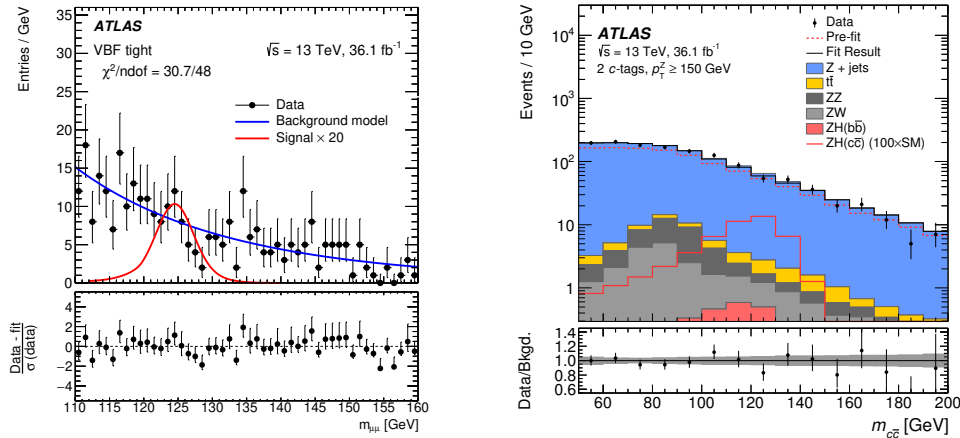 Entries / GeV
35
30
25
20
15
10
5
0
ATLAS
VBF tight
√s = 13 TeV, 36.1 fb⁻¹
χ²/ndof = 30.7/48
Data
Background model
Signal × 20
Data - fit
σ (data)
4
2
0
−2
−4
110 115 120 125 130 135 140 145 150 155 160
m_μμ [GeV]
Events / 10 GeV
10⁴
10³
10²
10
1
ATLAS
√s = 13 TeV, 36.1 fb⁻¹
2 c-tags, p_T^Z ≥ 150 GeV
Data
Pre-fit
Fit Result
Z + jets
tt̅
ZZ
ZW
ZH(bb̅)
ZH(cc̅) (100×SM)
Data/Bkgd.
1.4
1.2
1.0
0.8
0.6
60 80 100 120 140 160 180 200
m_cc̅ [GeV]